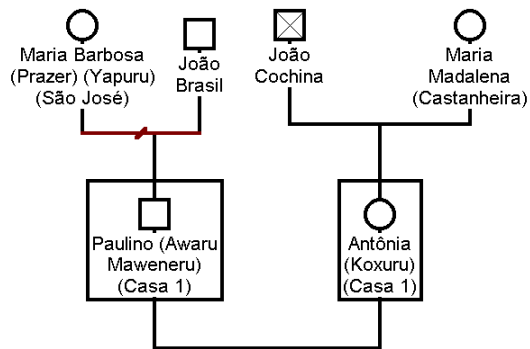 Maria Barbosa
(Prazer) (Yapuru)
(São José)
João
Brasil
João
Cochina
Maria
Madalena
(Castanheira)
Paulino (Awaru
Maweneru)
(Casa 1)
Antônia
(Koxuru)
(Casa 1)